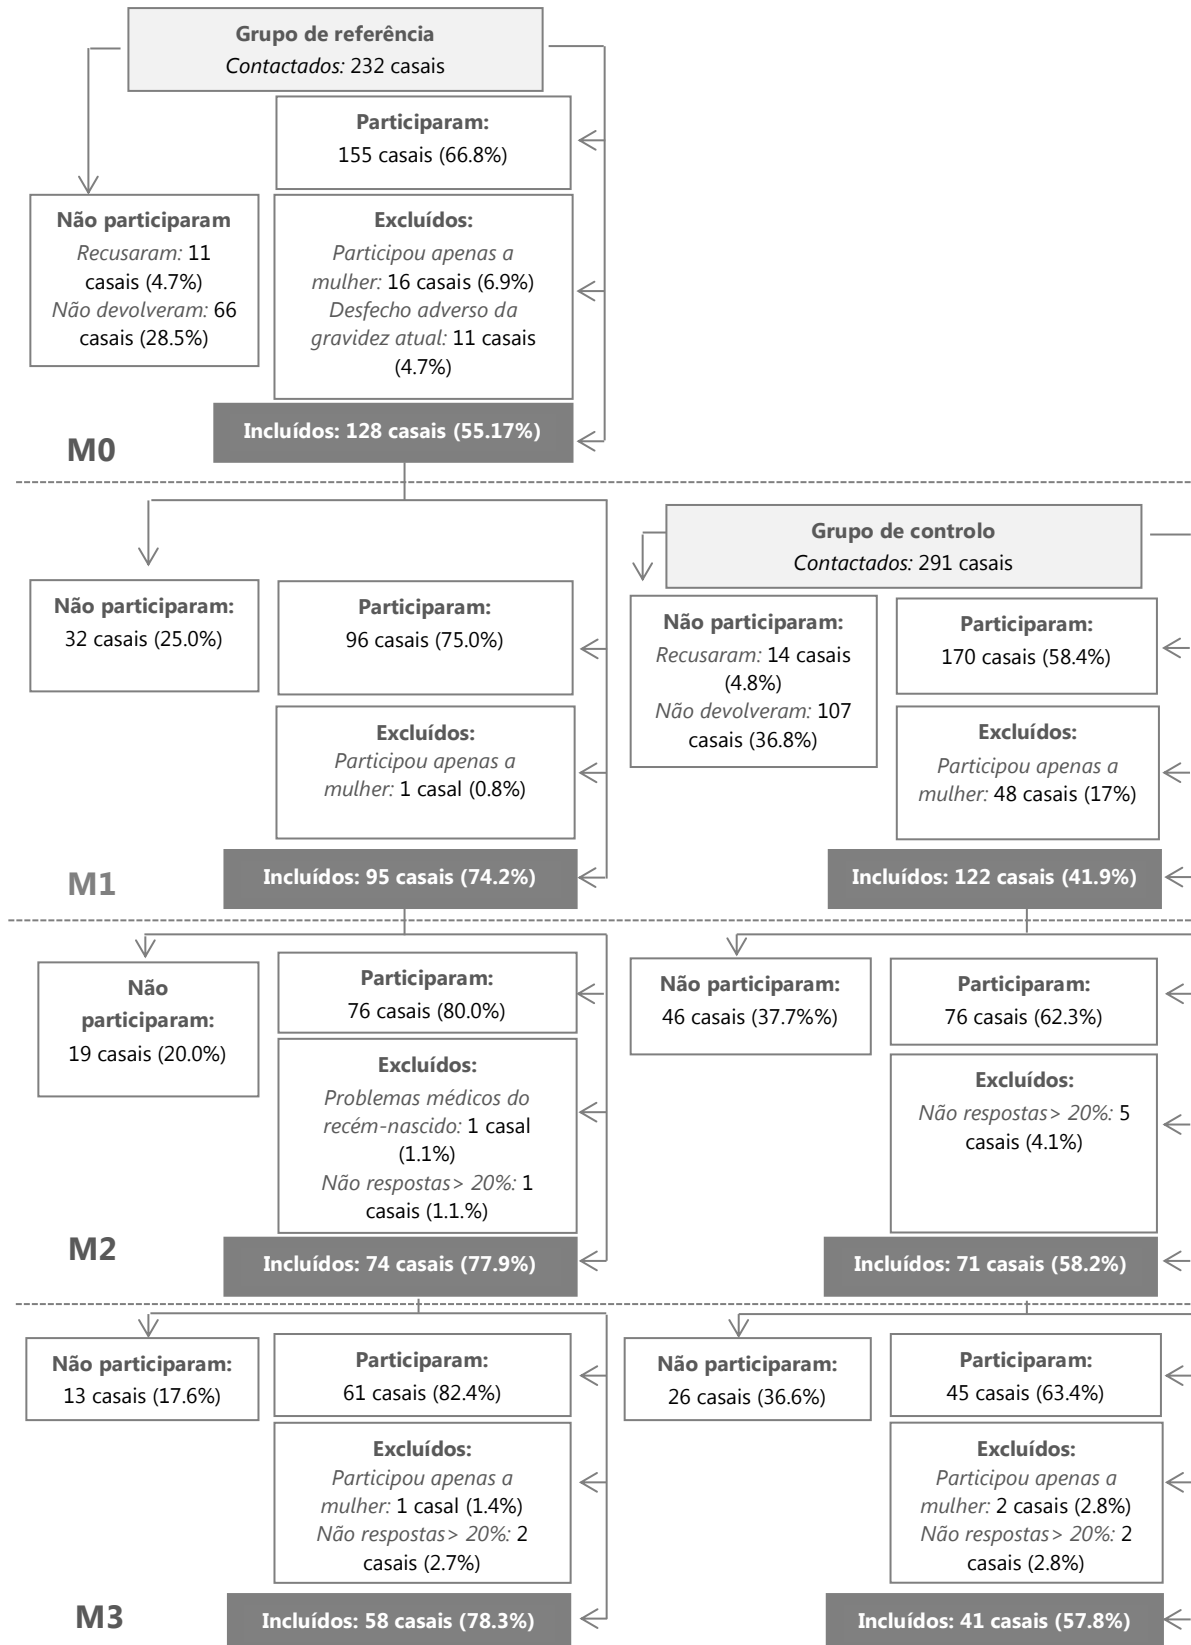 Grupo de referência
Contactados: 232 casais
Participaram:
155 casais (66.8%)
Não participaram
Recusaram: 11
casais (4.7%)
Não devolveram: 66
casais (28.5%)
Excluídos:
Participou apenas a
mulher: 16 casais (6.9%)
Desfecho adverso da
gravidez atual: 11 casais
(4.7%)
Incluídos: 128 casais (55.17%)
M0
Grupo de controlo
Contactados: 291 casais
Não participaram:
32 casais (25.0%)
Participaram:
96 casais (75.0%)
Não participaram:
Recusaram: 14 casais
(4.8%)
Não devolveram: 107
casais (36.8%)
Participaram:
170 casais (58.4%)
Excluídos:
Participou apenas a
mulher: 1 casal (0.8%)
Excluídos:
Participou apenas a
mulher: 48 casais (17%)
M1
Incluídos: 95 casais (74.2%)
Incluídos: 122 casais (41.9%)
Não
participaram:
19 casais (20.0%)
Participaram:
76 casais (80.0%)
Não participaram:
46 casais (37.7%%)
Participaram:
76 casais (62.3%)
Excluídos:
Problemas médicos do
recém-nascido: 1 casal
(1.1%)
Não respostas> 20%: 1
casais (1.1.%)
Excluídos:
Não respostas> 20%: 5
casais (4.1%)
M2
Incluídos: 74 casais (77.9%)
Incluídos: 71 casais (58.2%)
Não participaram:
13 casais (17.6%)
Participaram:
61 casais (82.4%)
Não participaram:
26 casais (36.6%)
Participaram:
45 casais (63.4%)
Excluídos:
Participou apenas a
mulher: 1 casal (1.4%)
Não respostas> 20%: 2
casais (2.7%)
Excluídos:
Participou apenas a
mulher: 2 casais (2.8%)
Não respostas> 20%: 2
casais (2.8%)
M3
Incluídos: 58 casais (78.3%)
Incluídos: 41 casais (57.8%)